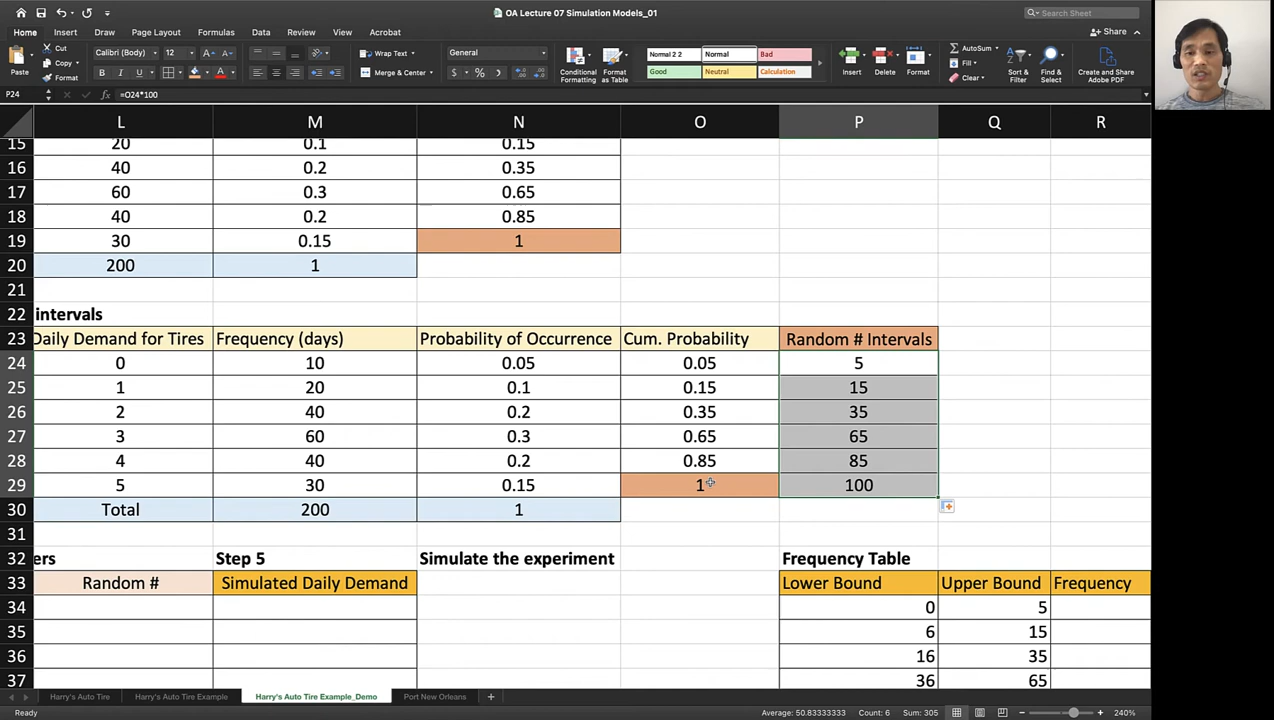 OA Lecture 07 Simulation Models_01
Search Sheet
Home Insert Draw Page Layout Formulas Data Review View Acrobat
Share
Paste
Cut
Copy
Format
Calibri (Body) 12
B I U
Wrap Text
Merge & Center
General
$ % 
Conditional Formatting
Format as Table
Normal 2 2 Normal Bad
Good Neutral Calculation
Insert
Delete
Format
AutoSum
Fill
Clear
Sort & Filter
Find & Select
Create and Share Adobe PDF
P24 fx =O24*100
L M N O P Q R
15 20 0.1 0.15
16 40 0.2 0.35
17 60 0.3 0.65
18 40 0.2 0.85
19 30 0.15 1
20 200 1
21
22 intervals
23 Daily Demand for Tires Frequency (days) Probability of Occurrence Cum. Probability Random # Intervals
24 0 10 0.05 0.05 5
25 1 20 0.1 0.15 15
26 2 40 0.2 0.35 35
27 3 60 0.3 0.65 65
28 4 40 0.2 0.85 85
29 5 30 0.15 1 100
30 Total 200 1
31
32 ers Step 5 Simulate the experiment Frequency Table
33 Random # Simulated Daily Demand Lower Bound Upper Bound Frequency
34 0 5
35 6 15
36 16 35
37 36 65
Harry's Auto Tire Harry's Auto Tire Example Harry's Auto Tire Example_Demo Port New Orleans +
Ready Average: 50.83333333 Count: 6 Sum: 305 240%